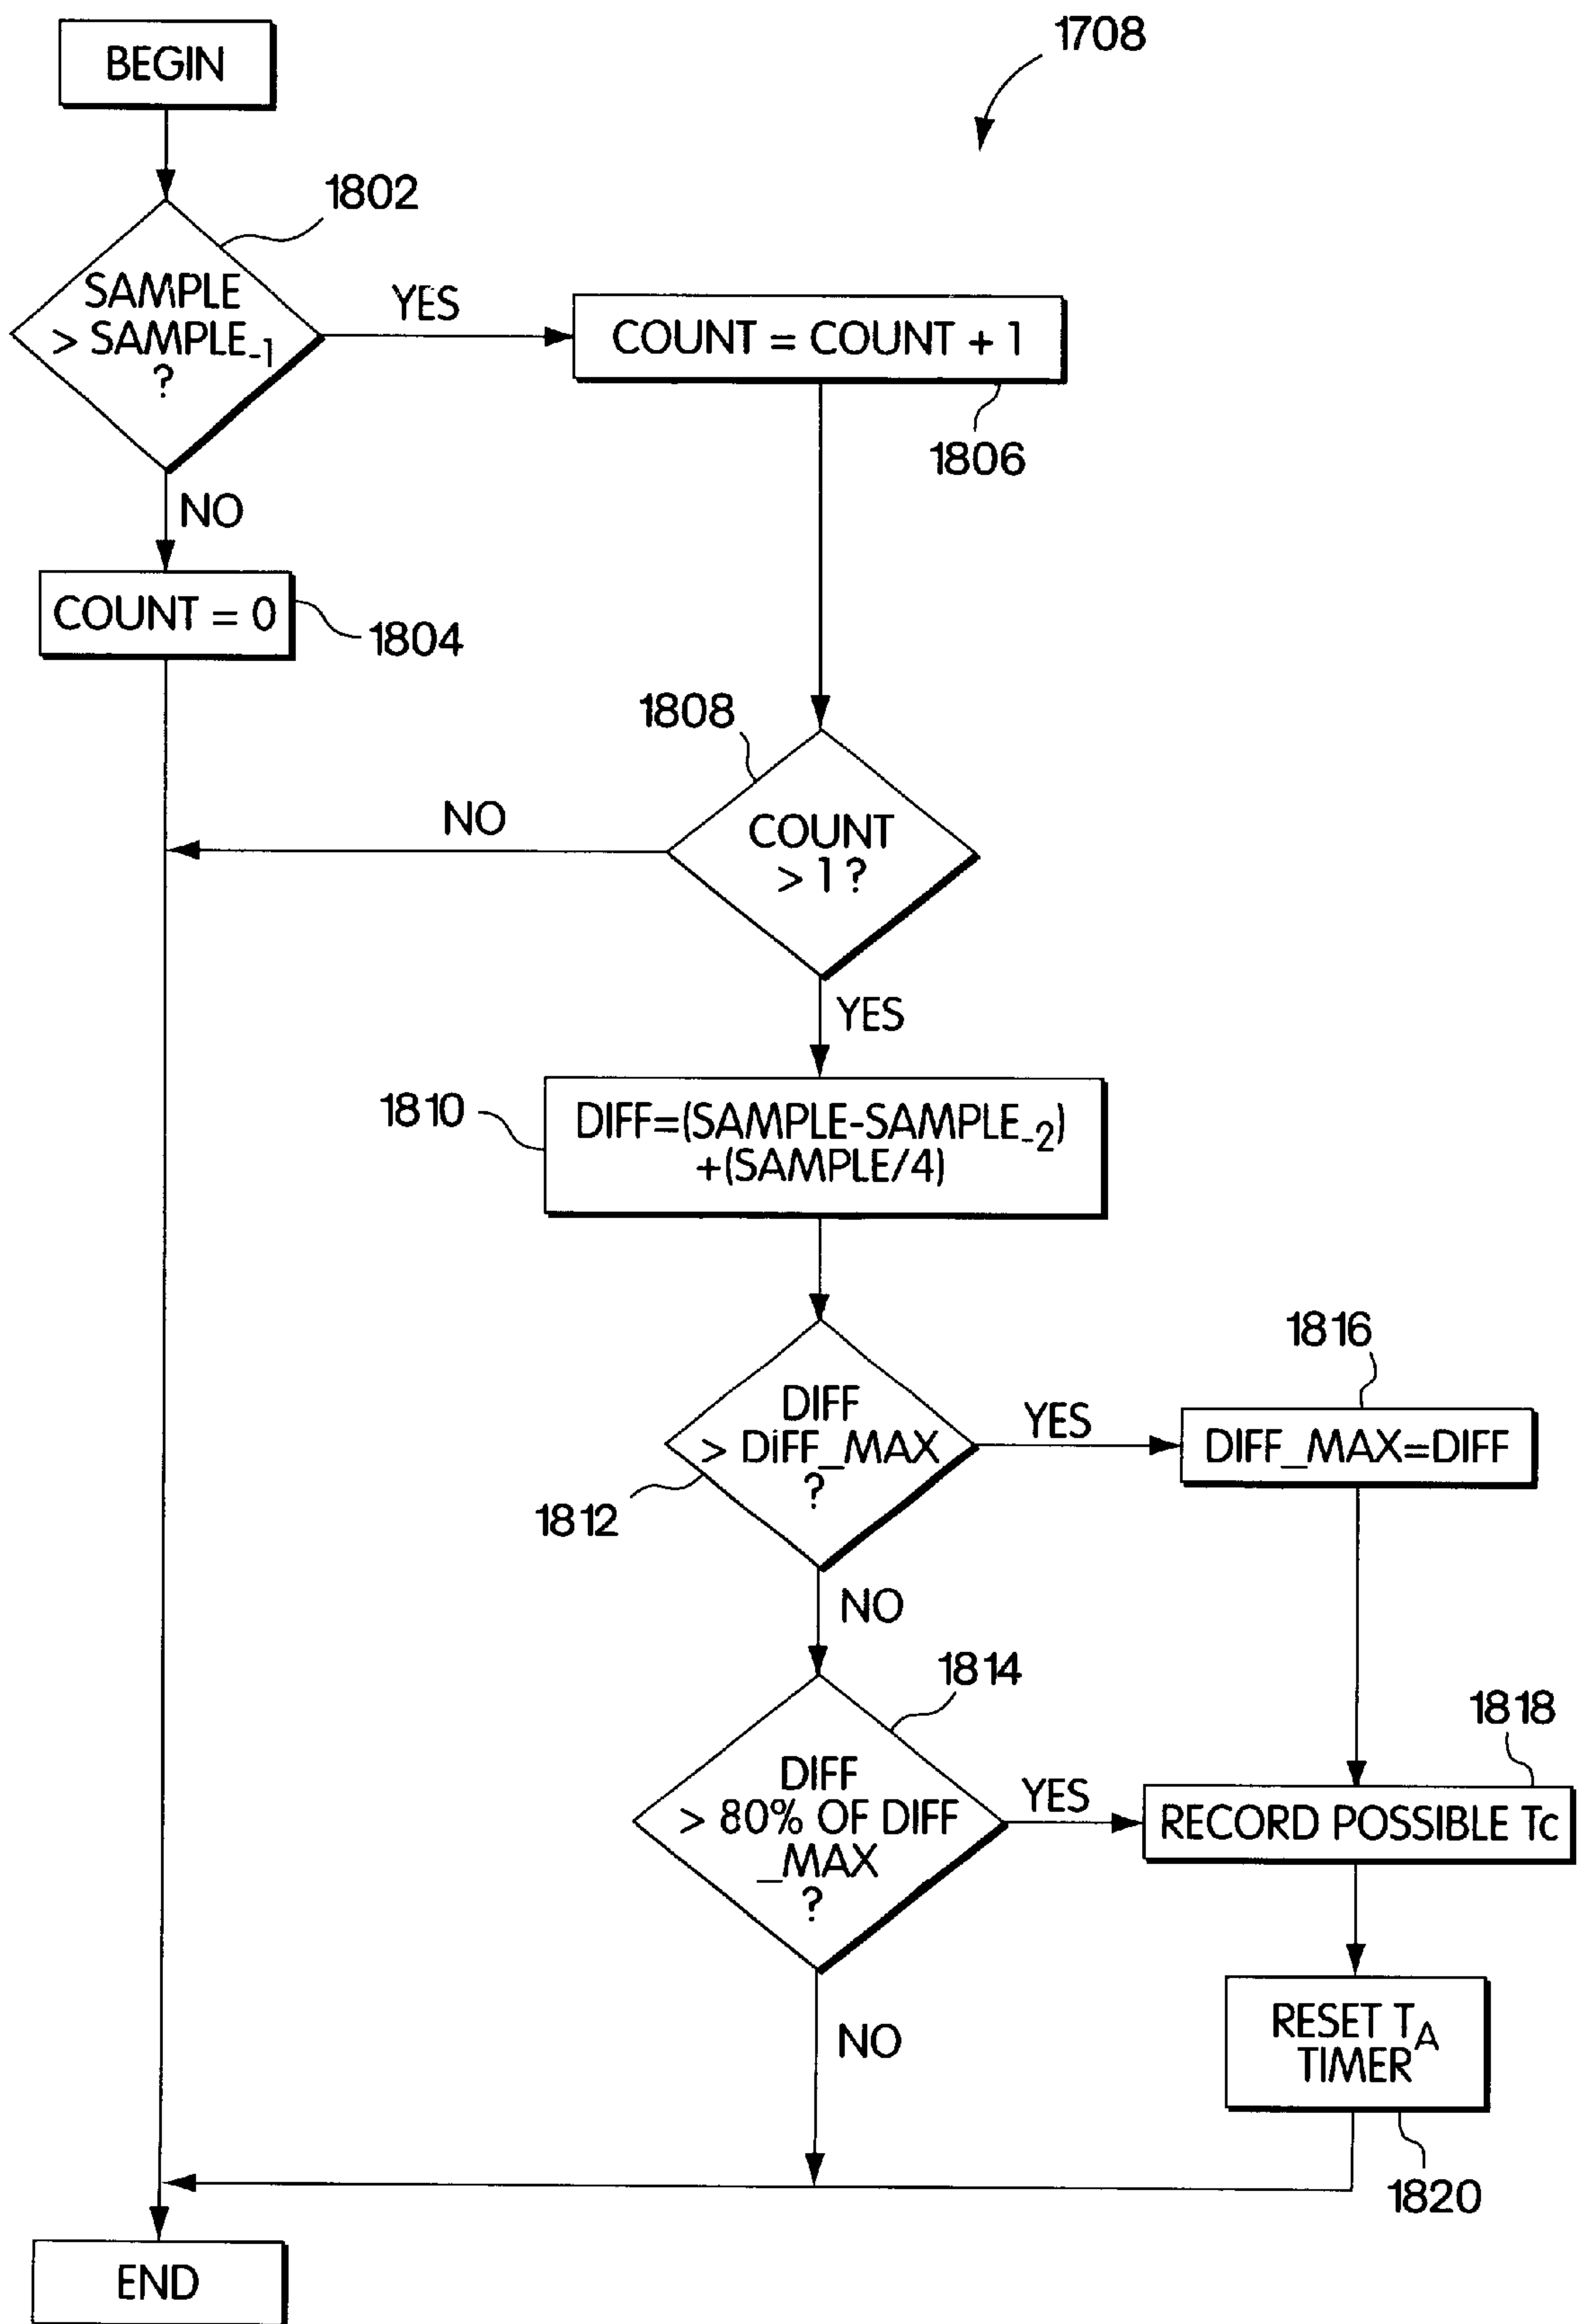 BEGIN
1708
1802
SAMPLE
> SAMPLE₋₁
?
YES
COUNT = COUNT + 1
1806
NO
COUNT = 0
1804
1808
COUNT
> 1 ?
NO
YES
1810
DIFF=(SAMPLE-SAMPLE₋₂)
+(SAMPLE/4)
DIFF
> DIFF_MAX
?
1812
YES
1816
DIFF_MAX=DIFF
NO
1814
DIFF
> 80% OF DIFF
_MAX
?
YES
1818
RECORD POSSIBLE Tc
NO
RESET T_A
TIMER
1820
END